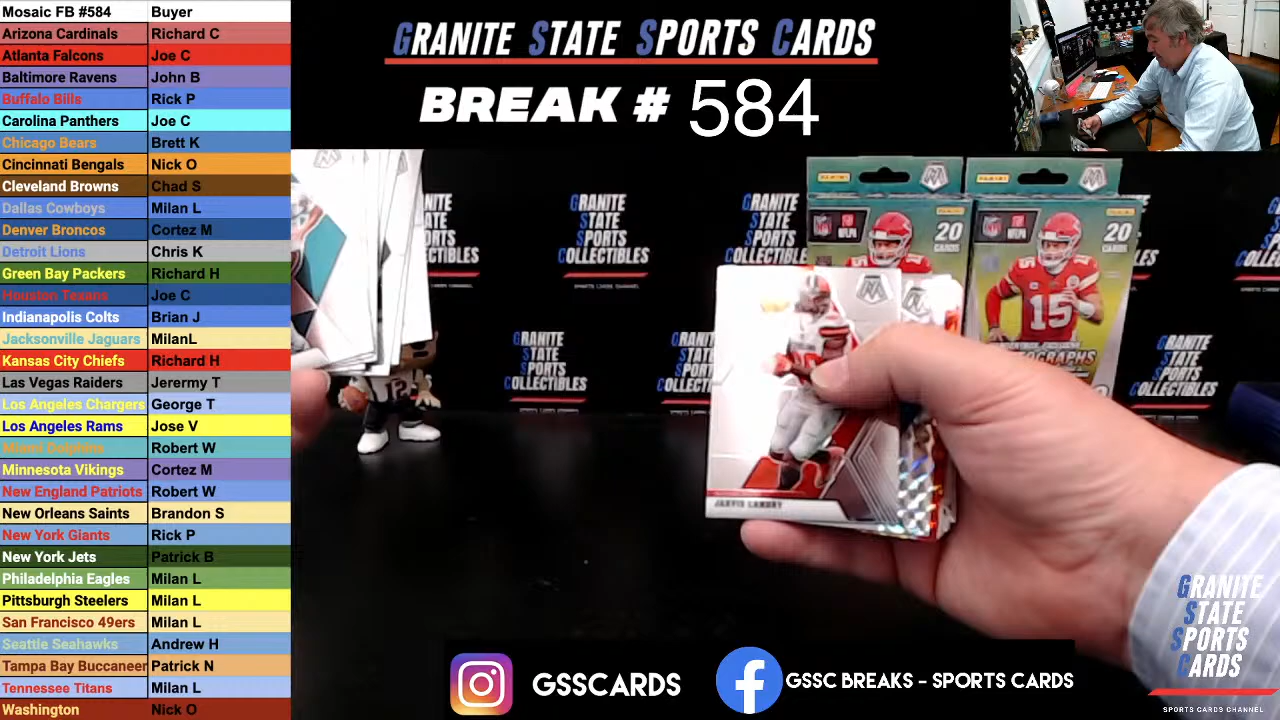 Mosaic FB #584 Buyer
Arizona Cardinals Richard C
Atlanta Falcons Joe C
Baltimore Ravens John B
Buffalo Bills Rick P
Carolina Panthers Joe C
Chicago Bears Brett K
Cincinnati Bengals Nick O
Cleveland Browns Chad S
Dallas Cowboys Milan L
Denver Broncos Cortez M
Detroit Lions Chris K
Green Bay Packers Richard H
Houston Texans Joe C
Indianapolis Colts Brian J
Jacksonville Jaguars MilanL
Kansas City Chiefs Richard H
Las Vegas Raiders Jerermy T
Los Angeles Chargers George T
Los Angeles Rams Jose V
Miami Dolphins Robert W
Minnesota Vikings Cortez M
New England Patriots Robert W
New Orleans Saints Brandon S
New York Giants Rick P
New York Jets Patrick B
Philadelphia Eagles Milan L
Pittsburgh Steelers Milan L
San Francisco 49ers Milan L
Seattle Seahawks Andrew H
Tampa Bay Buccaneer Patrick N
Tennessee Titans Milan L
Washington Nick O
GRANITE STATE SPORTS CARDS
BREAK # 584
GRANITE
STATE
SPORTS
COLLECTIBLES
20
CARDS
20
CARDS
15
JARVIS LANDRY
GSSCARDS
GSSC BREAKS - SPORTS CARDS
GRANITE
STATE
SPORTS
CARDS
SPORTS CARDS CHANNEL